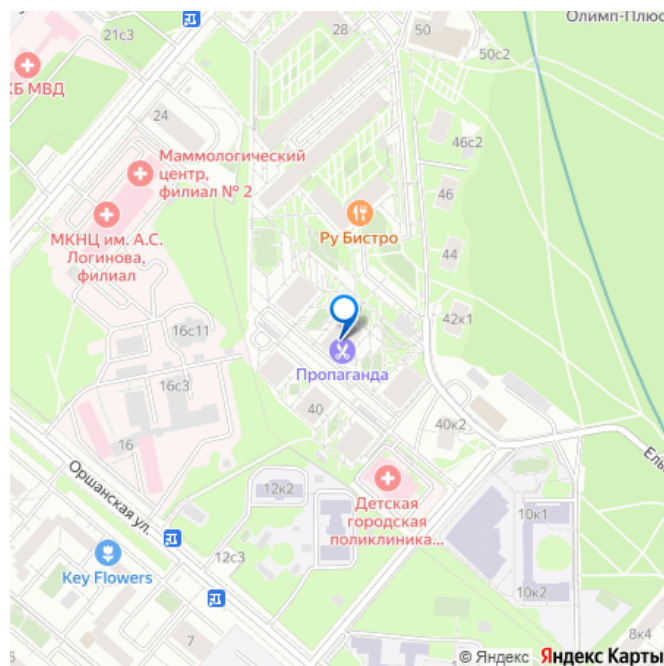 Олимп-Плюс
21с3
28
50
50с2
КБ МВД
24
46с2
Маммологический
центр,
филиал № 2
46
МКНЦ им. А.С.
Логинова,
филиал
Ру Бистро
44
16с11
42к1
16с3
Пропаганда
40
40к2
16
Оршанская ул.
12к2
Детская
городская
поликлиника...
10к1
12с3
Key Flowers
10к2
7
8к4
© Яндекс Яндекс Карты